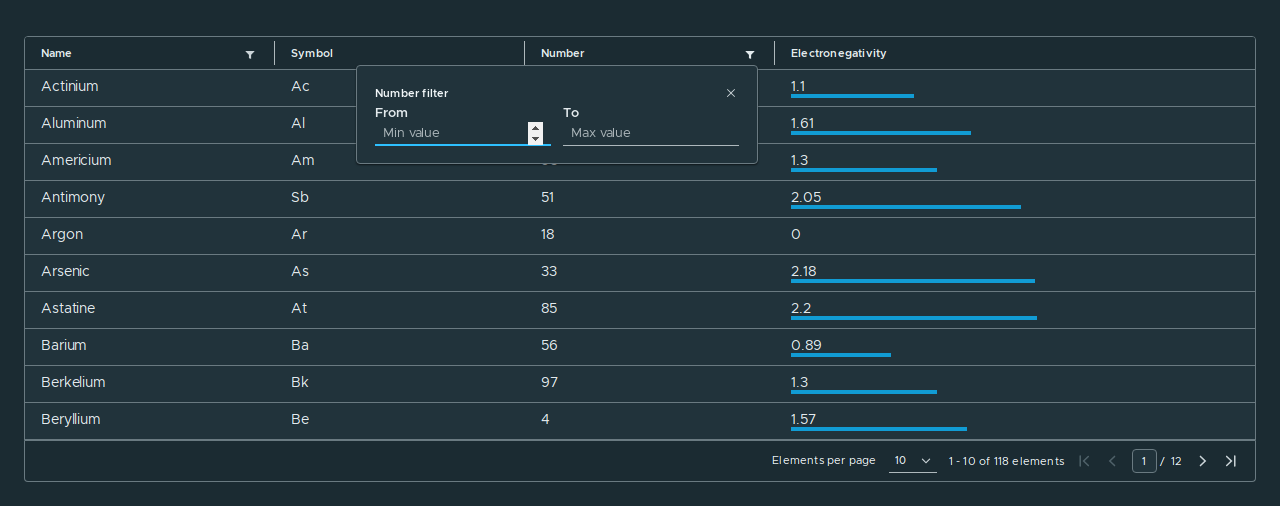 Name Symbol Number Electronegativity
Actinium Ac 1.1
Number filter
From To
Aluminum Al Min value Max value 1.61
Americium Am 1.3
Antimony Sb 51 2.05
Argon Ar 18 0
Arsenic As 33 2.18
Astatine At 85 2.2
Barium Ba 56 0.89
Berkelium Bk 97 1.3
Beryllium Be 4 1.57
Elements per page 10 1 - 10 of 118 elements 1 / 12